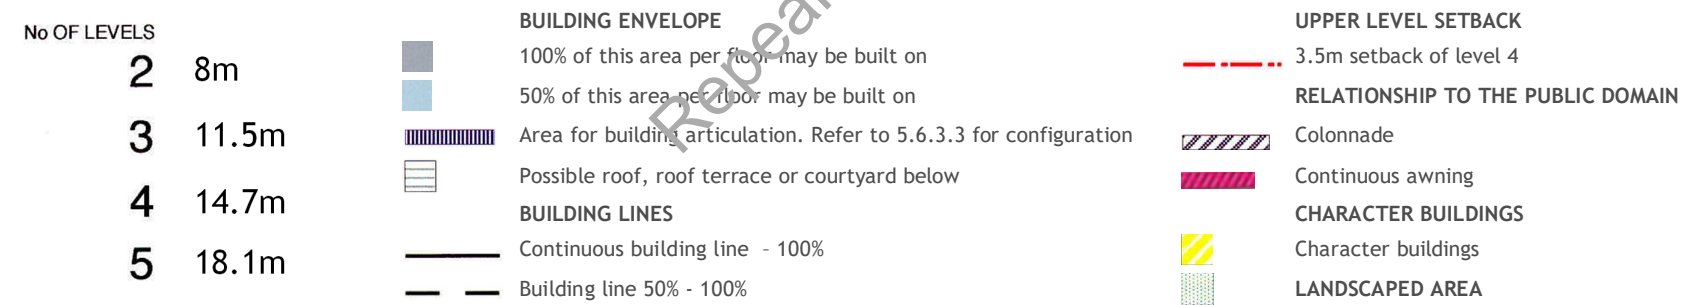 No OF LEVELS
2 8m
3 11.5m
4 14.7m
5 18.1m
BUILDING ENVELOPE
100% of this area per floor may be built on
50% of this area per floor may be built on
Area for building articulation. Refer to 5.6.3.3 for configuration
Possible roof, roof terrace or courtyard below
BUILDING LINES
Continuous building line – 100%
Building line 50% - 100%
UPPER LEVEL SETBACK
3.5m setback of level 4
RELATIONSHIP TO THE PUBLIC DOMAIN
Colonnade
Continuous awning
CHARACTER BUILDINGS
Character buildings
LANDSCAPED AREA